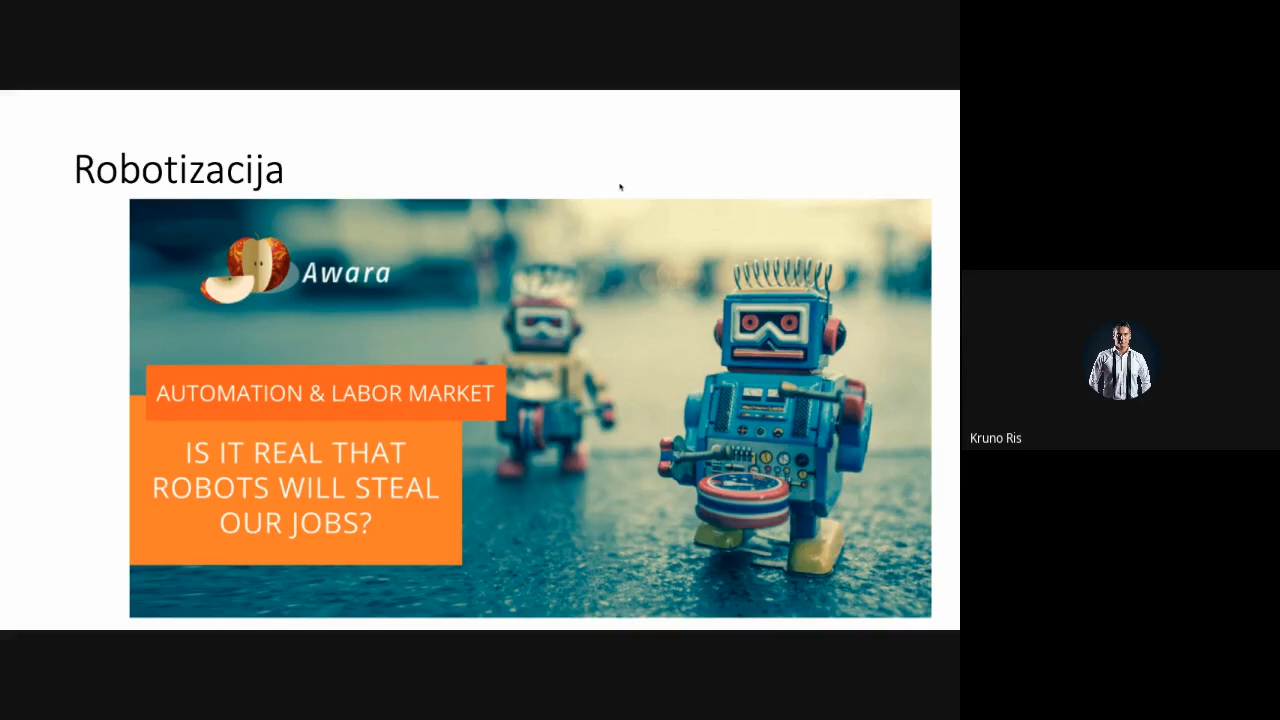 Robotizacija
Awara
AUTOMATION & LABOR MARKET
IS IT REAL THAT
ROBOTS WILL STEAL
OUR JOBS?
Kruno Ris